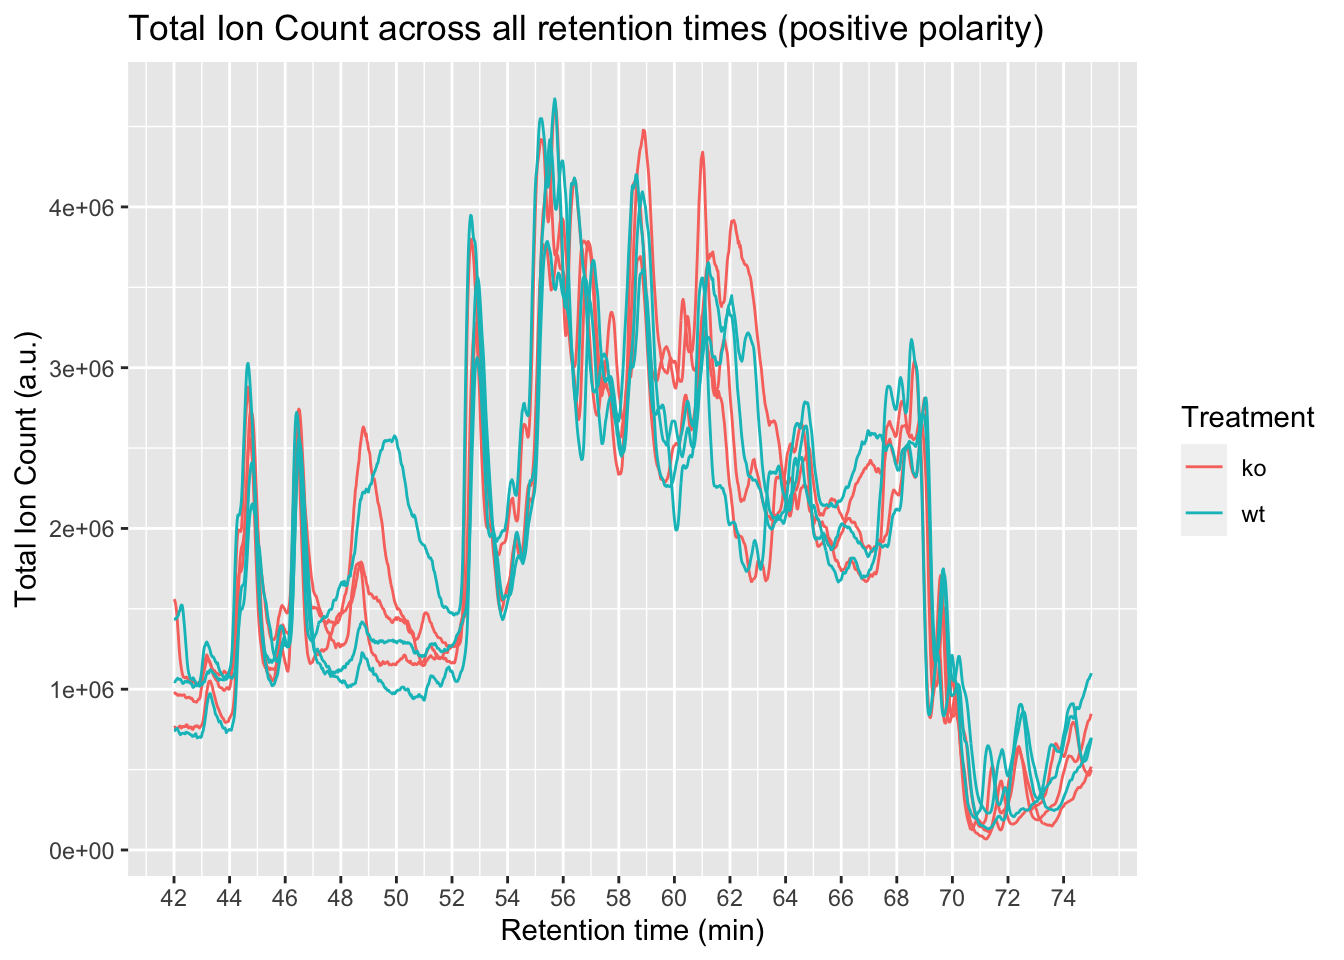 Total Ion Count across all retention times (positive polarity)
Total Ion Count (a.u.)
4e+06
3e+06
2e+06
1e+06
0e+00
42 44 46 48 50 52 54 56 58 60 62 64 66 68 70 72 74
Retention time (min)
Treatment
ko
wt